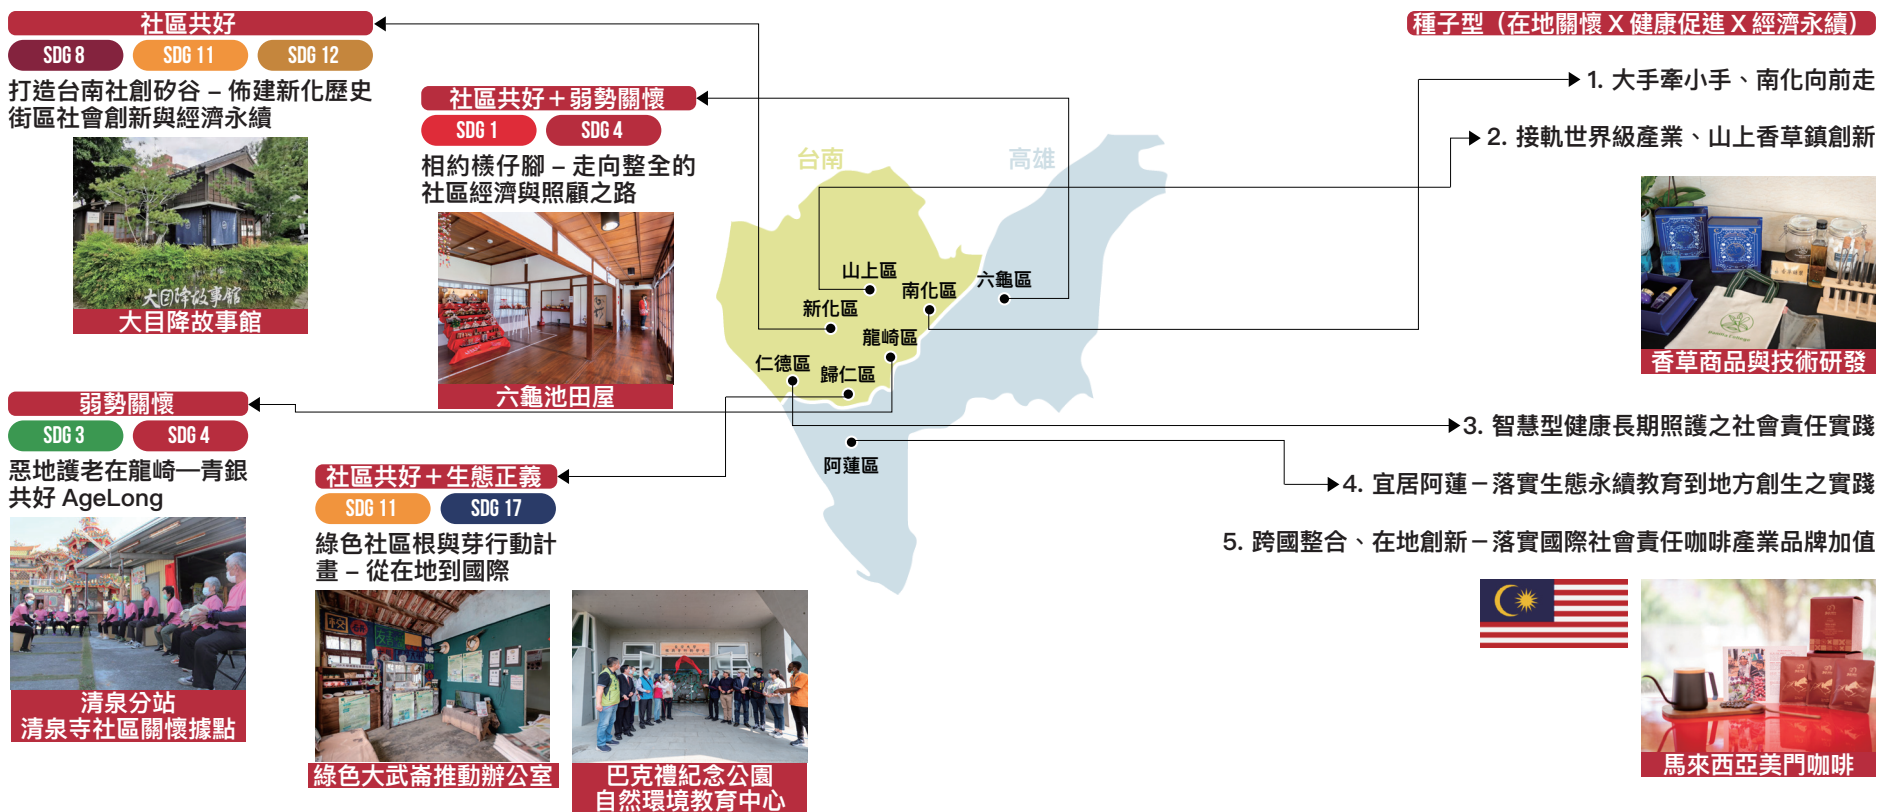 社區共好
SDG 8
SDG 11
SDG 12
打造台南社創矽谷 – 佈建新化歷史
街區社會創新與經濟永續
大目降故事館
大目降故事館
社區共好＋弱勢關懷
SDG 1
SDG 4
相約檨仔腳 – 走向整全的
社區經濟與照顧之路
六龜池田屋
弱勢關懷
SDG 3
SDG 4
惡地護老在龍崎—青銀
共好 AgeLong
清泉分站
清泉寺社區關懷據點
社區共好＋生態正義
SDG 11
SDG 17
綠色社區根與芽行動計
畫 – 從在地到國際
綠色大武崙推動辦公室
巴克禮紀念公園
自然環境教育中心
台南
高雄
山上區
南化區
六龜區
新化區
龍崎區
仁德區
歸仁區
阿蓮區
種子型（在地關懷 X 健康促進 X 經濟永續）
1. 大手牽小手、南化向前走
2. 接軌世界級產業、山上香草鎮創新
香草商品與技術研發
3. 智慧型健康長期照護之社會責任實踐
4. 宜居阿蓮－落實生態永續教育到地方創生之實踐
5. 跨國整合、在地創新－落實國際社會責任咖啡產業品牌加值
馬來西亞美門咖啡